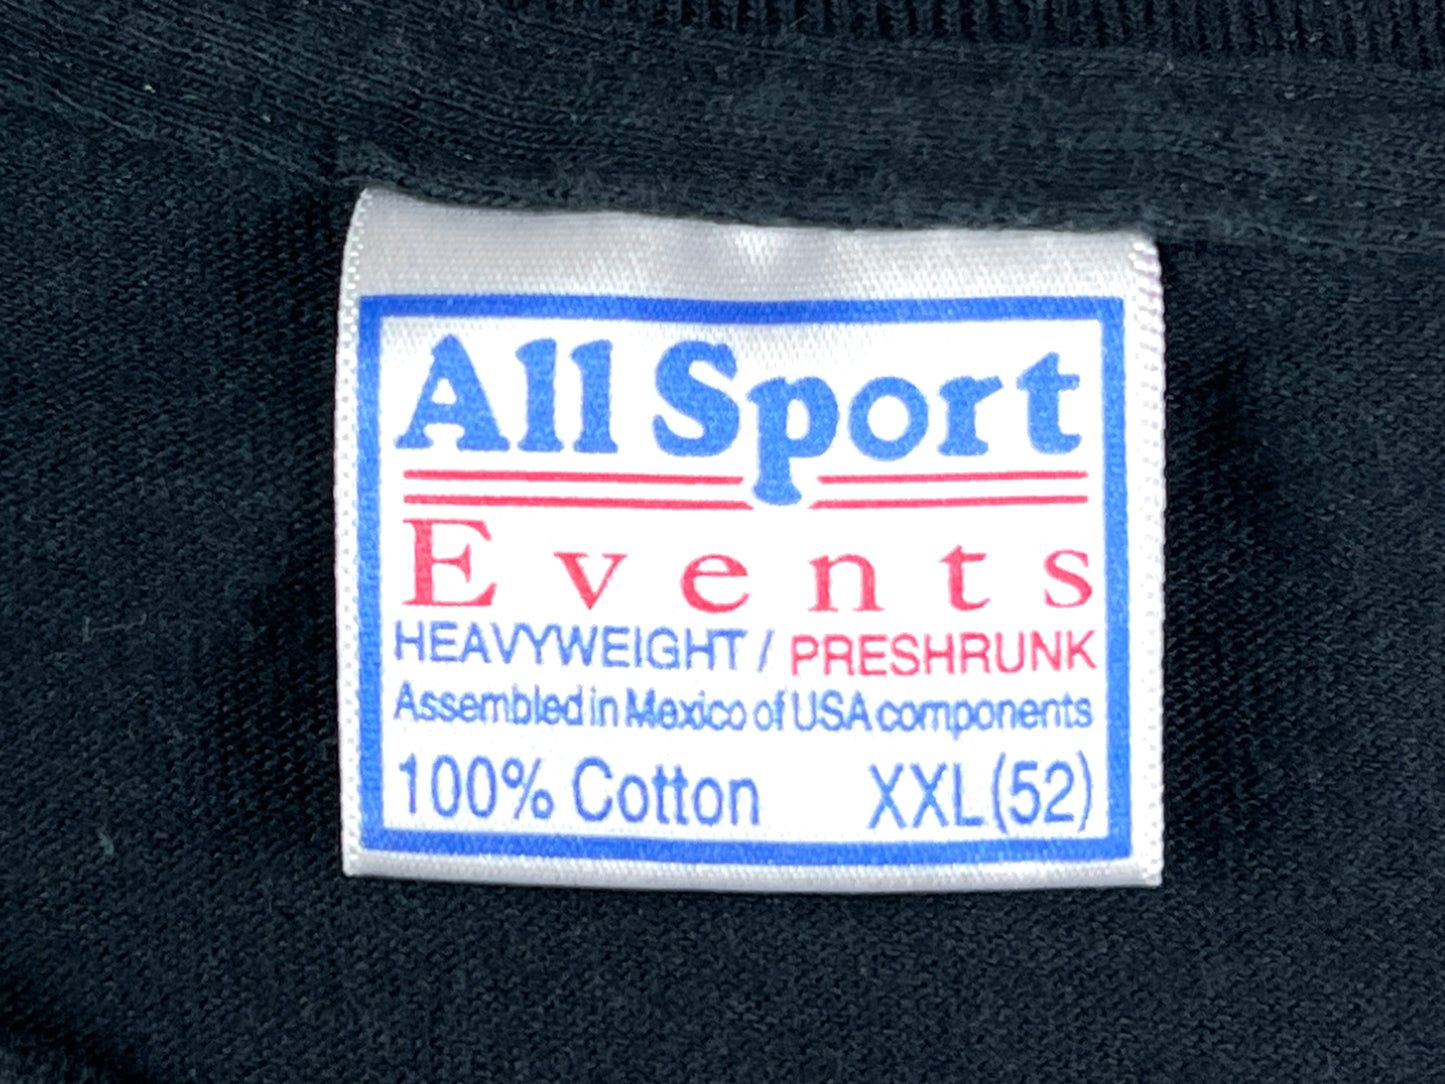 All Sport
Events
HEAVYWEIGHT / PRESHRUNK
Assembled in Mexico of USA components
100% Cotton XXL (52)